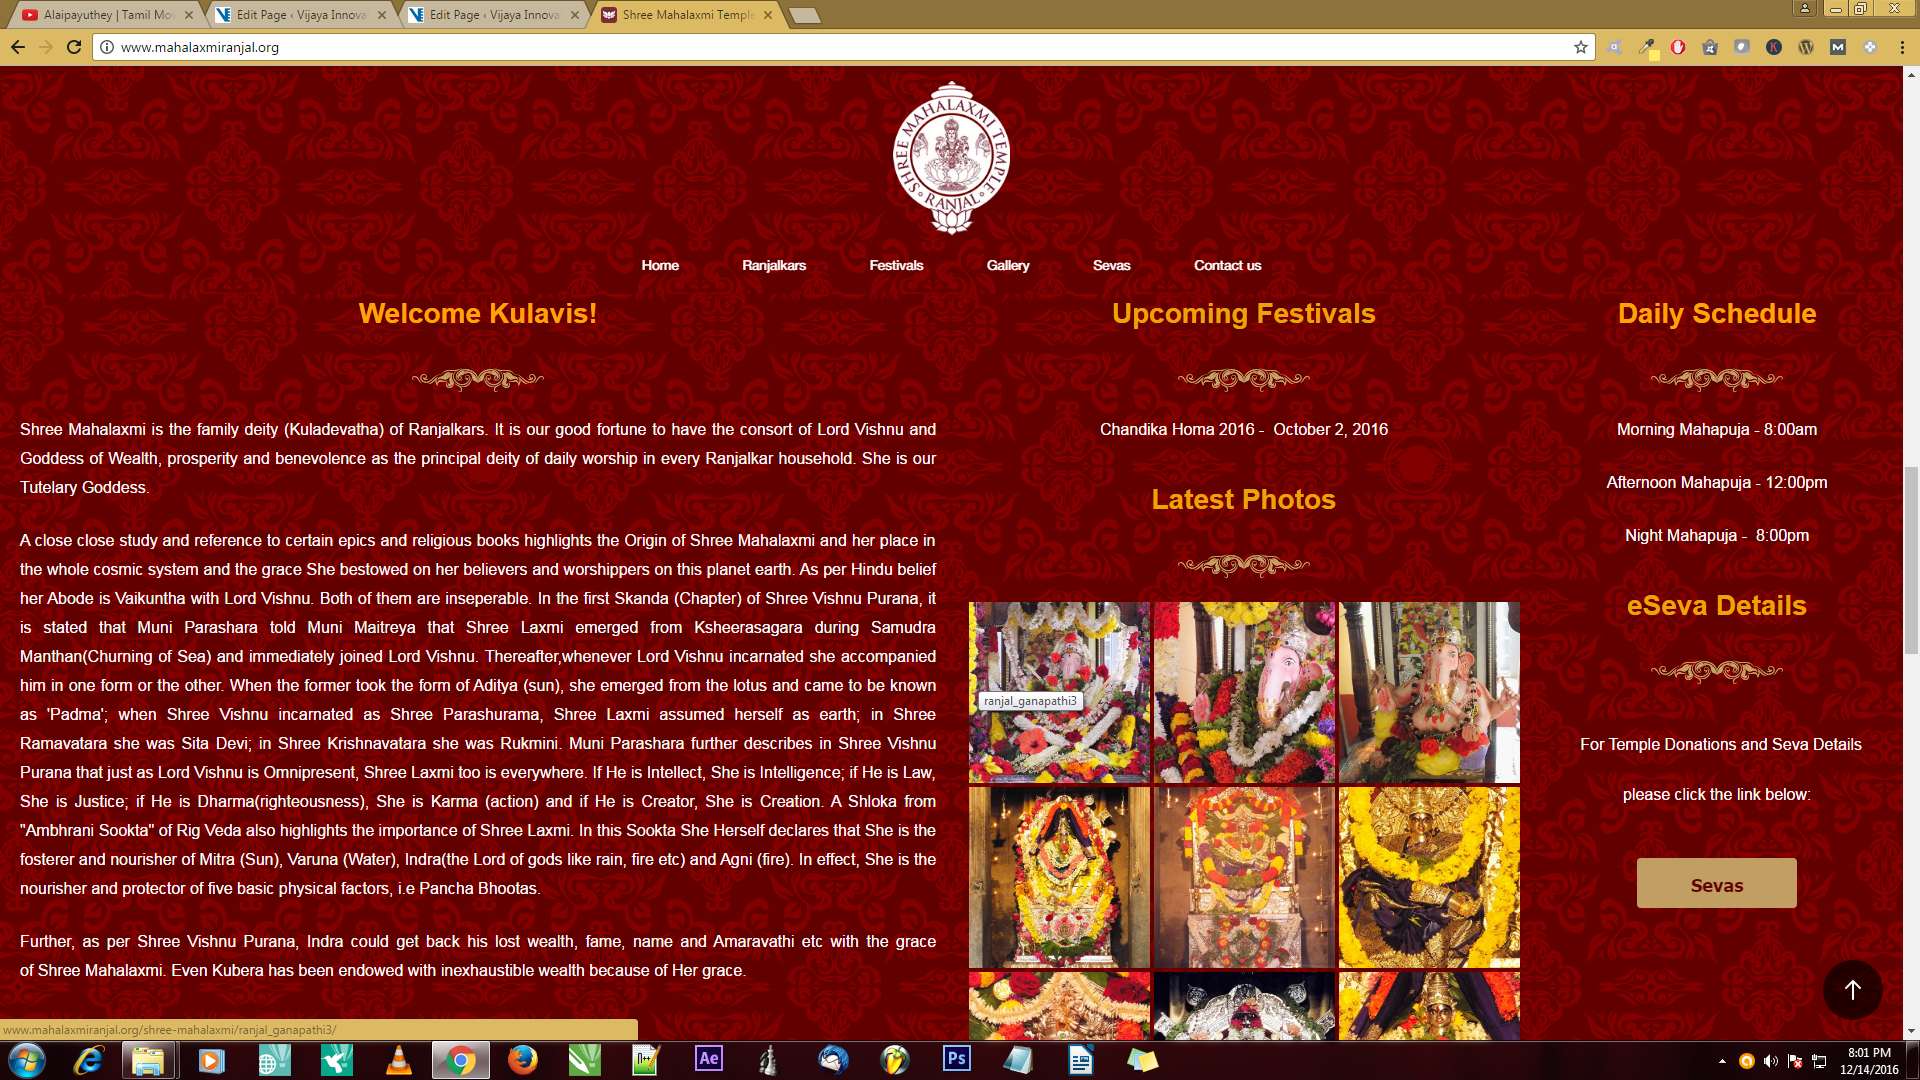 Alaipayuthey | Tamil Mov
Edit Page ‹ Vijaya Innova
Edit Page ‹ Vijaya Innova
Shree Mahalaxmi Temple
www.mahalaxmiranjal.org
SHREE MAHALAXMI TEMPLE
RANJAL
Home
Ranjalkars
Festivals
Gallery
Sevas
Contact us
Welcome Kulavis!
Shree Mahalaxmi is the family deity (Kuladevatha) of Ranjalkars. It is our good fortune to have the consort of Lord Vishnu and
Goddess of Wealth, prosperity and benevolence as the principal deity of daily worship in every Ranjalkar household. She is our
Tutelary Goddess.
A close close study and reference to certain epics and religious books highlights the Origin of Shree Mahalaxmi and her place in
the whole cosmic system and the grace She bestowed on her believers and worshippers on this planet earth. As per Hindu belief
her Abode is Vaikuntha with Lord Vishnu. Both of them are inseperable. In the first Skanda (Chapter) of Shree Vishnu Purana, it
is stated that Muni Parashara told Muni Maitreya that Shree Laxmi emerged from Ksheerasagara during Samudra
Manthan(Churning of Sea) and immediately joined Lord Vishnu. Thereafter,whenever Lord Vishnu incarnated she accompanied
him in one form or the other. When the former took the form of Aditya (sun), she emerged from the lotus and came to be known
as 'Padma'; when Shree Vishnu incarnated as Shree Parashurama, Shree Laxmi assumed herself as earth; in Shree
Ramavatara she was Sita Devi; in Shree Krishnavatara she was Rukmini. Muni Parashara further describes in Shree Vishnu
Purana that just as Lord Vishnu is Omnipresent, Shree Laxmi too is everywhere. If He is Intellect, She is Intelligence; if He is Law,
She is Justice; if He is Dharma(righteousness), She is Karma (action) and if He is Creator, She is Creation. A Shloka from
"Ambhrani Sookta" of Rig Veda also highlights the importance of Shree Laxmi. In this Sookta She Herself declares that She is the
fosterer and nourisher of Mitra (Sun), Varuna (Water), Indra(the Lord of gods like rain, fire etc) and Agni (fire). In effect, She is the
nourisher and protector of five basic physical factors, i.e Pancha Bhootas.
Further, as per Shree Vishnu Purana, Indra could get back his lost wealth, fame, name and Amaravathi etc with the grace
of Shree Mahalaxmi. Even Kubera has been endowed with inexhaustible wealth because of Her grace.
Upcoming Festivals
Chandika Homa 2016 - October 2, 2016
Latest Photos
ranjal_ganapathi3
Daily Schedule
Morning Mahapuja - 8:00am
Afternoon Mahapuja - 12:00pm
Night Mahapuja - 8:00pm
eSeva Details
For Temple Donations and Seva Details
please click the link below:
Sevas
www.mahalaxmiranjal.org/shree-mahalaxmi/ranjal_ganapathi3/
Ae
Ps
8:01 PM
12/14/2016